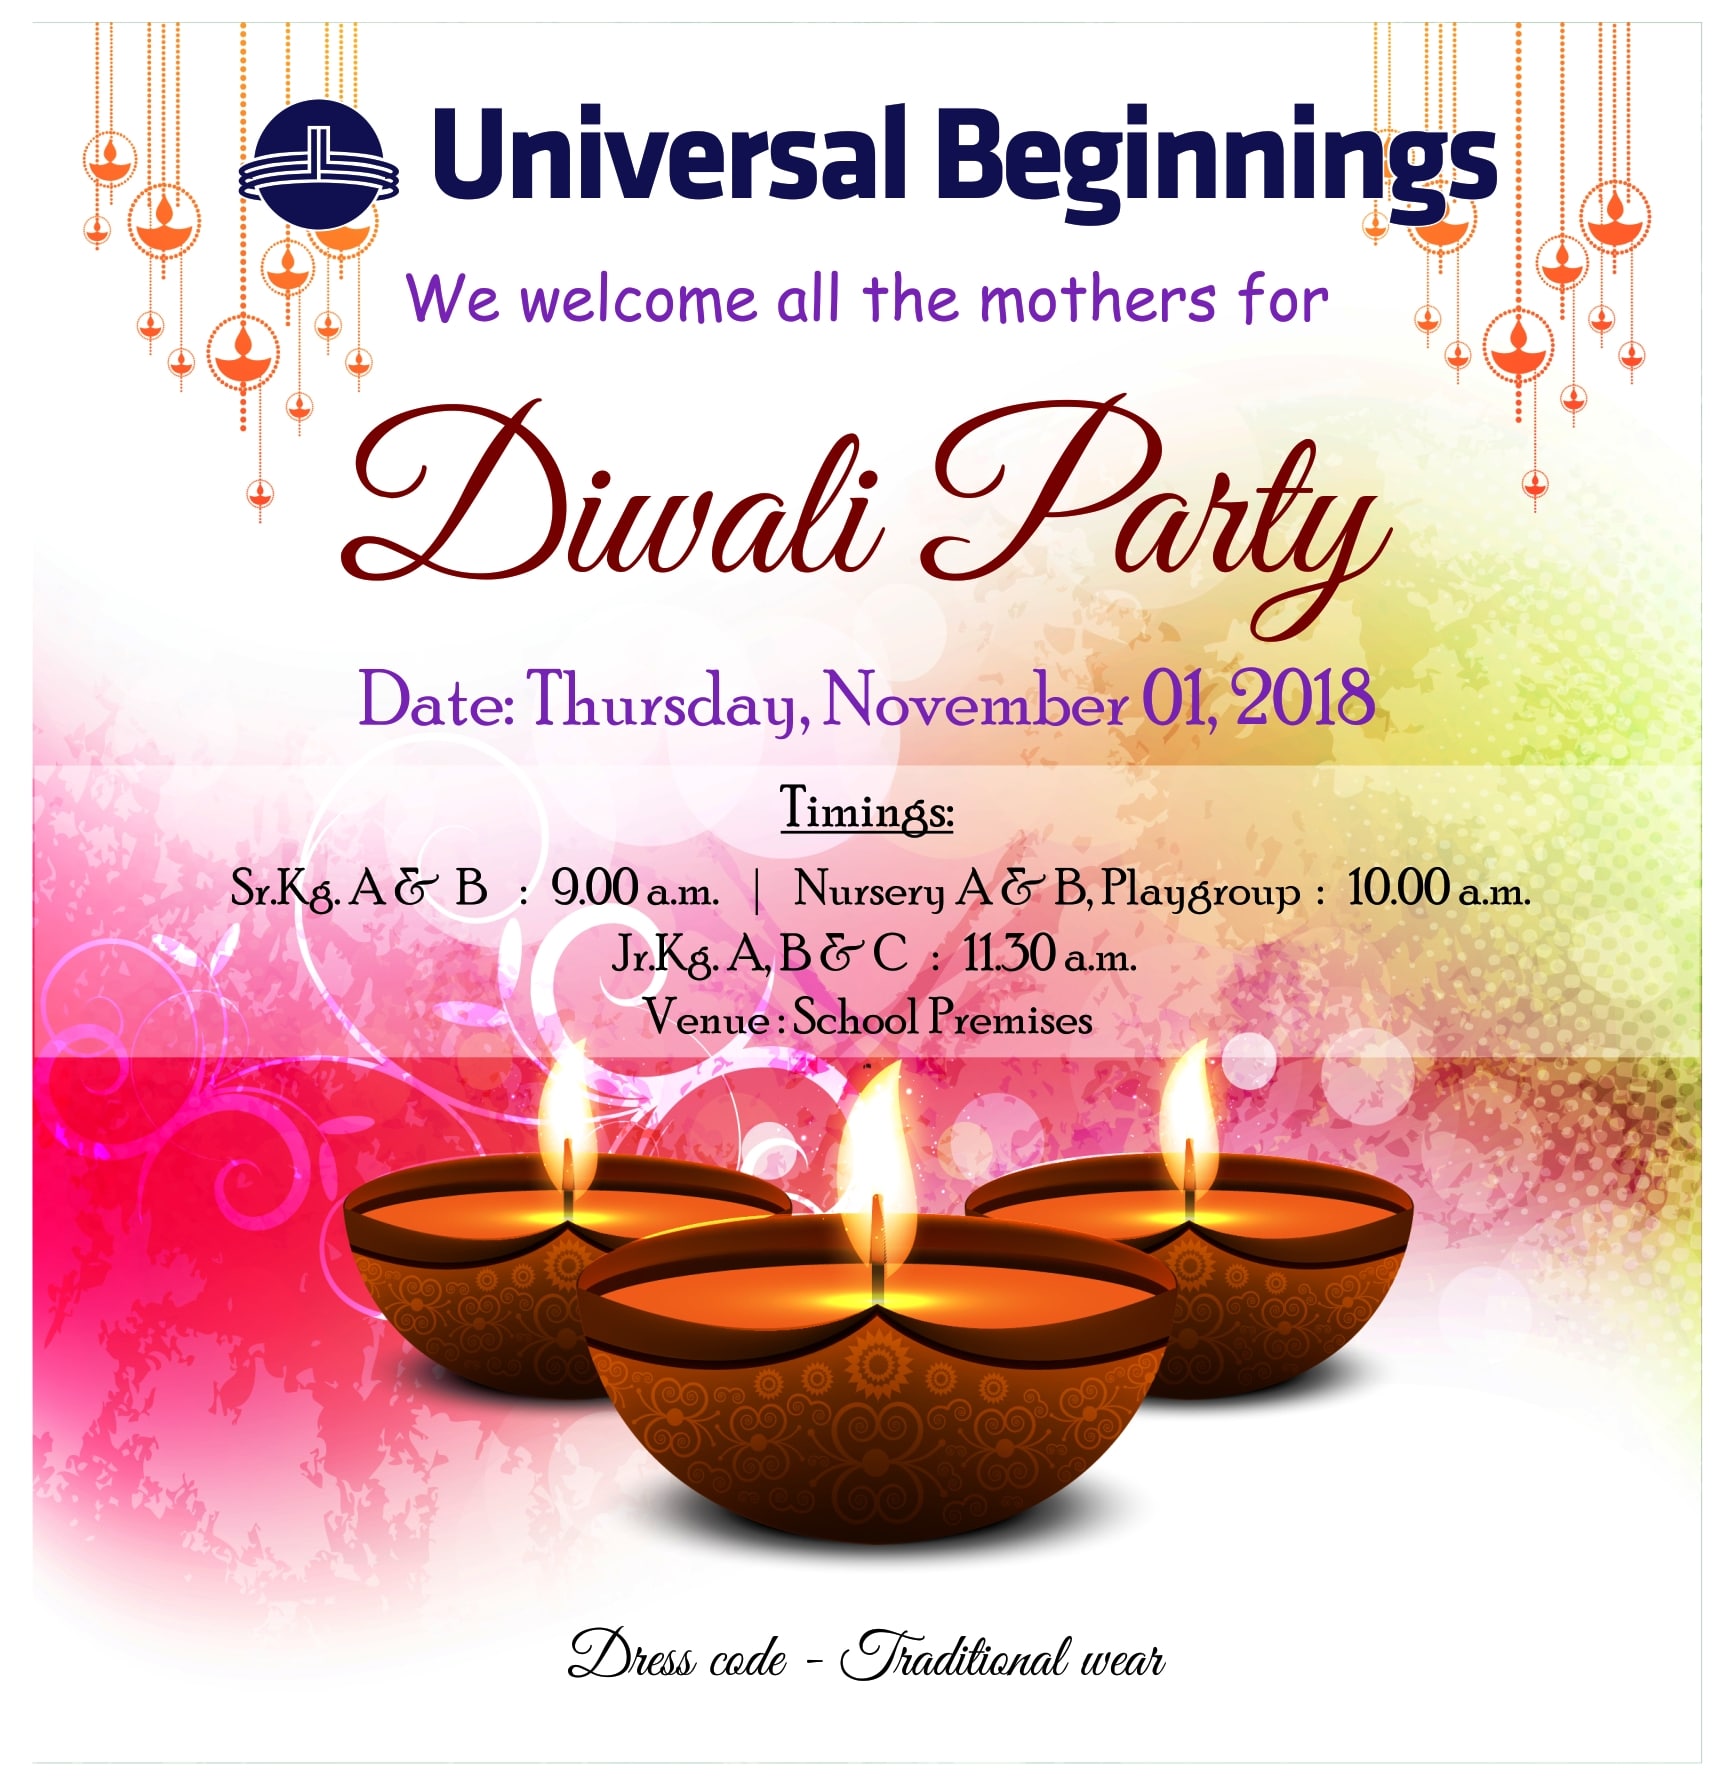 Universal Beginnings
We welcome all the mothers for
Diwali Party
Date: Thursday, November 01, 2018
Timings:
Sr.Kg. A & B : 9.00 a.m. | Nursery A & B, Playgroup : 10.00 a.m.
Jr.Kg. A, B & C : 11.30 a.m.
Venue : School Premises
Dress code - Traditional wear